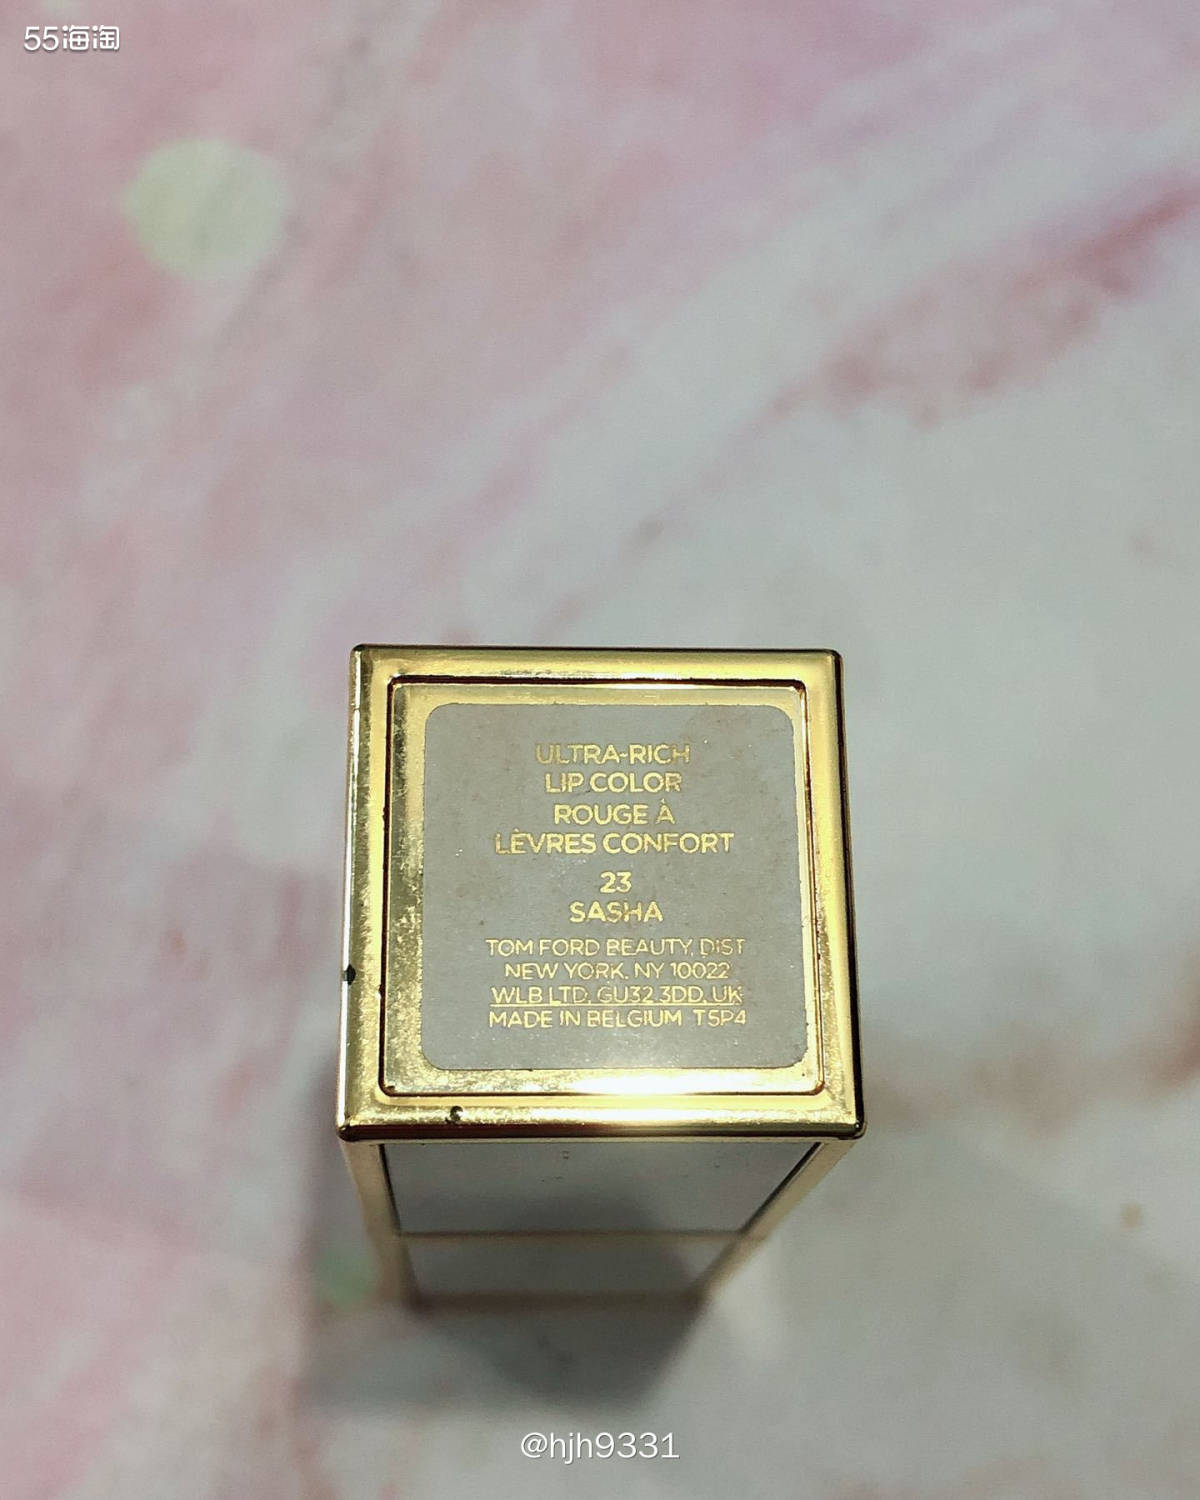 55海淘
ULTRA-RICH
LIP COLOR
ROUGE À
LÈVRES CONFORT
23
SASHA
TOM FORD BEAUTY, DIST
NEW YORK, NY 10022
WLB LTD, GU32 3DD, UK
MADE IN BELGIUM T5P4
@hjh9331